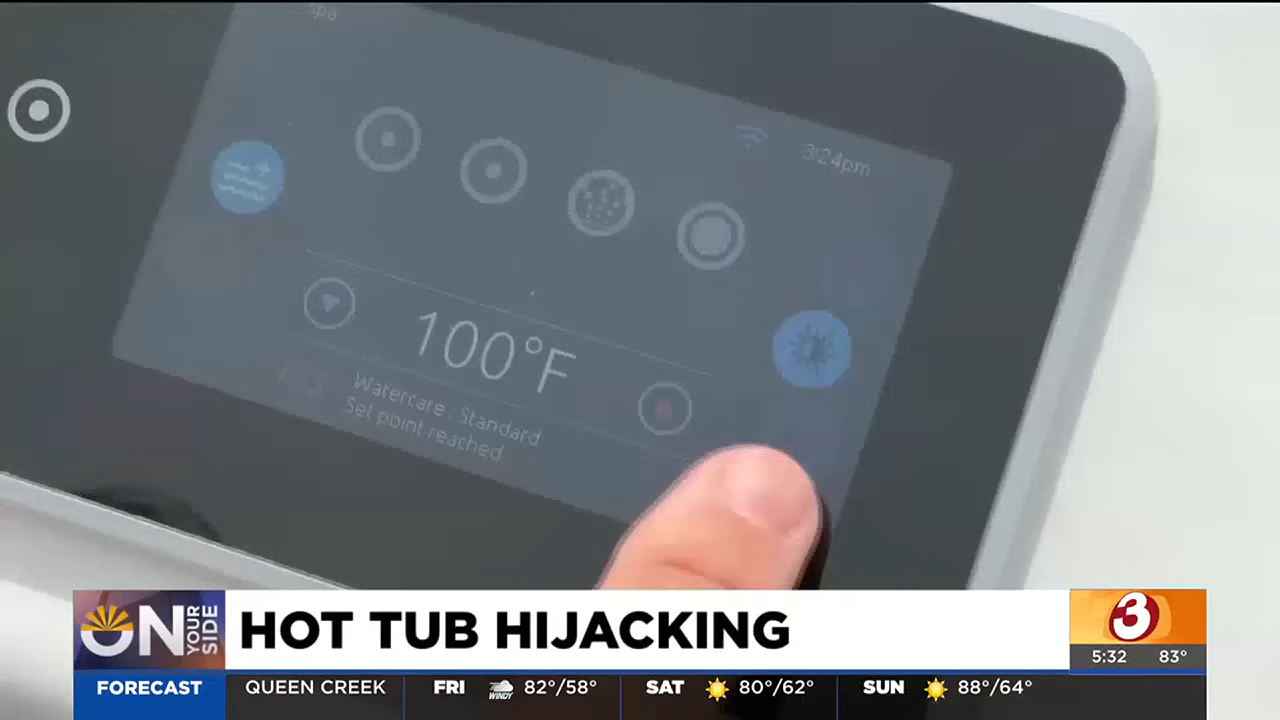 spa
3:24pm
100°F
Watercare : Standard
Set point reached
ON YOUR SIDE
HOT TUB HIJACKING
3
5:32 83°
FORECAST QUEEN CREEK FRI WINDY 82°/58° SAT 80°/62° SUN 88°/64°